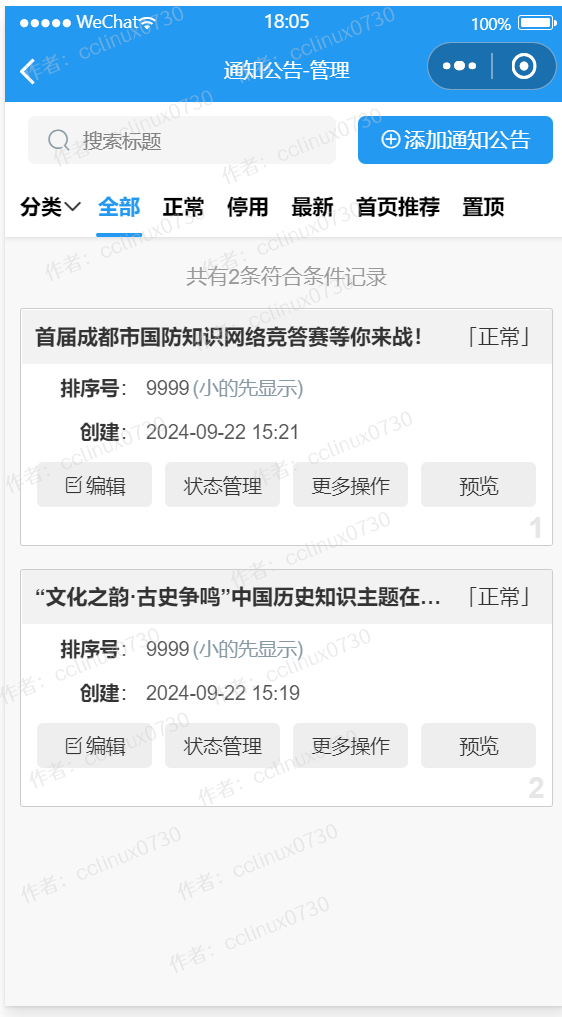 WeChat 18:05 100%
通知公告-管理
搜索标题 添加通知公告
分类 全部 正常 停用 最新 首页推荐 置顶
共有2条符合条件记录
首届成都市国防知识网络竞答赛等你来战！ 「正常」
排序号： 9999(小的先显示)
创建： 2024-09-22 15:21
编辑 状态管理 更多操作 预览
1
“文化之韵·古史争鸣”中国历史知识主题在... 「正常」
排序号： 9999(小的先显示)
创建： 2024-09-22 15:19
编辑 状态管理 更多操作 预览
2
作者：cclinux0730